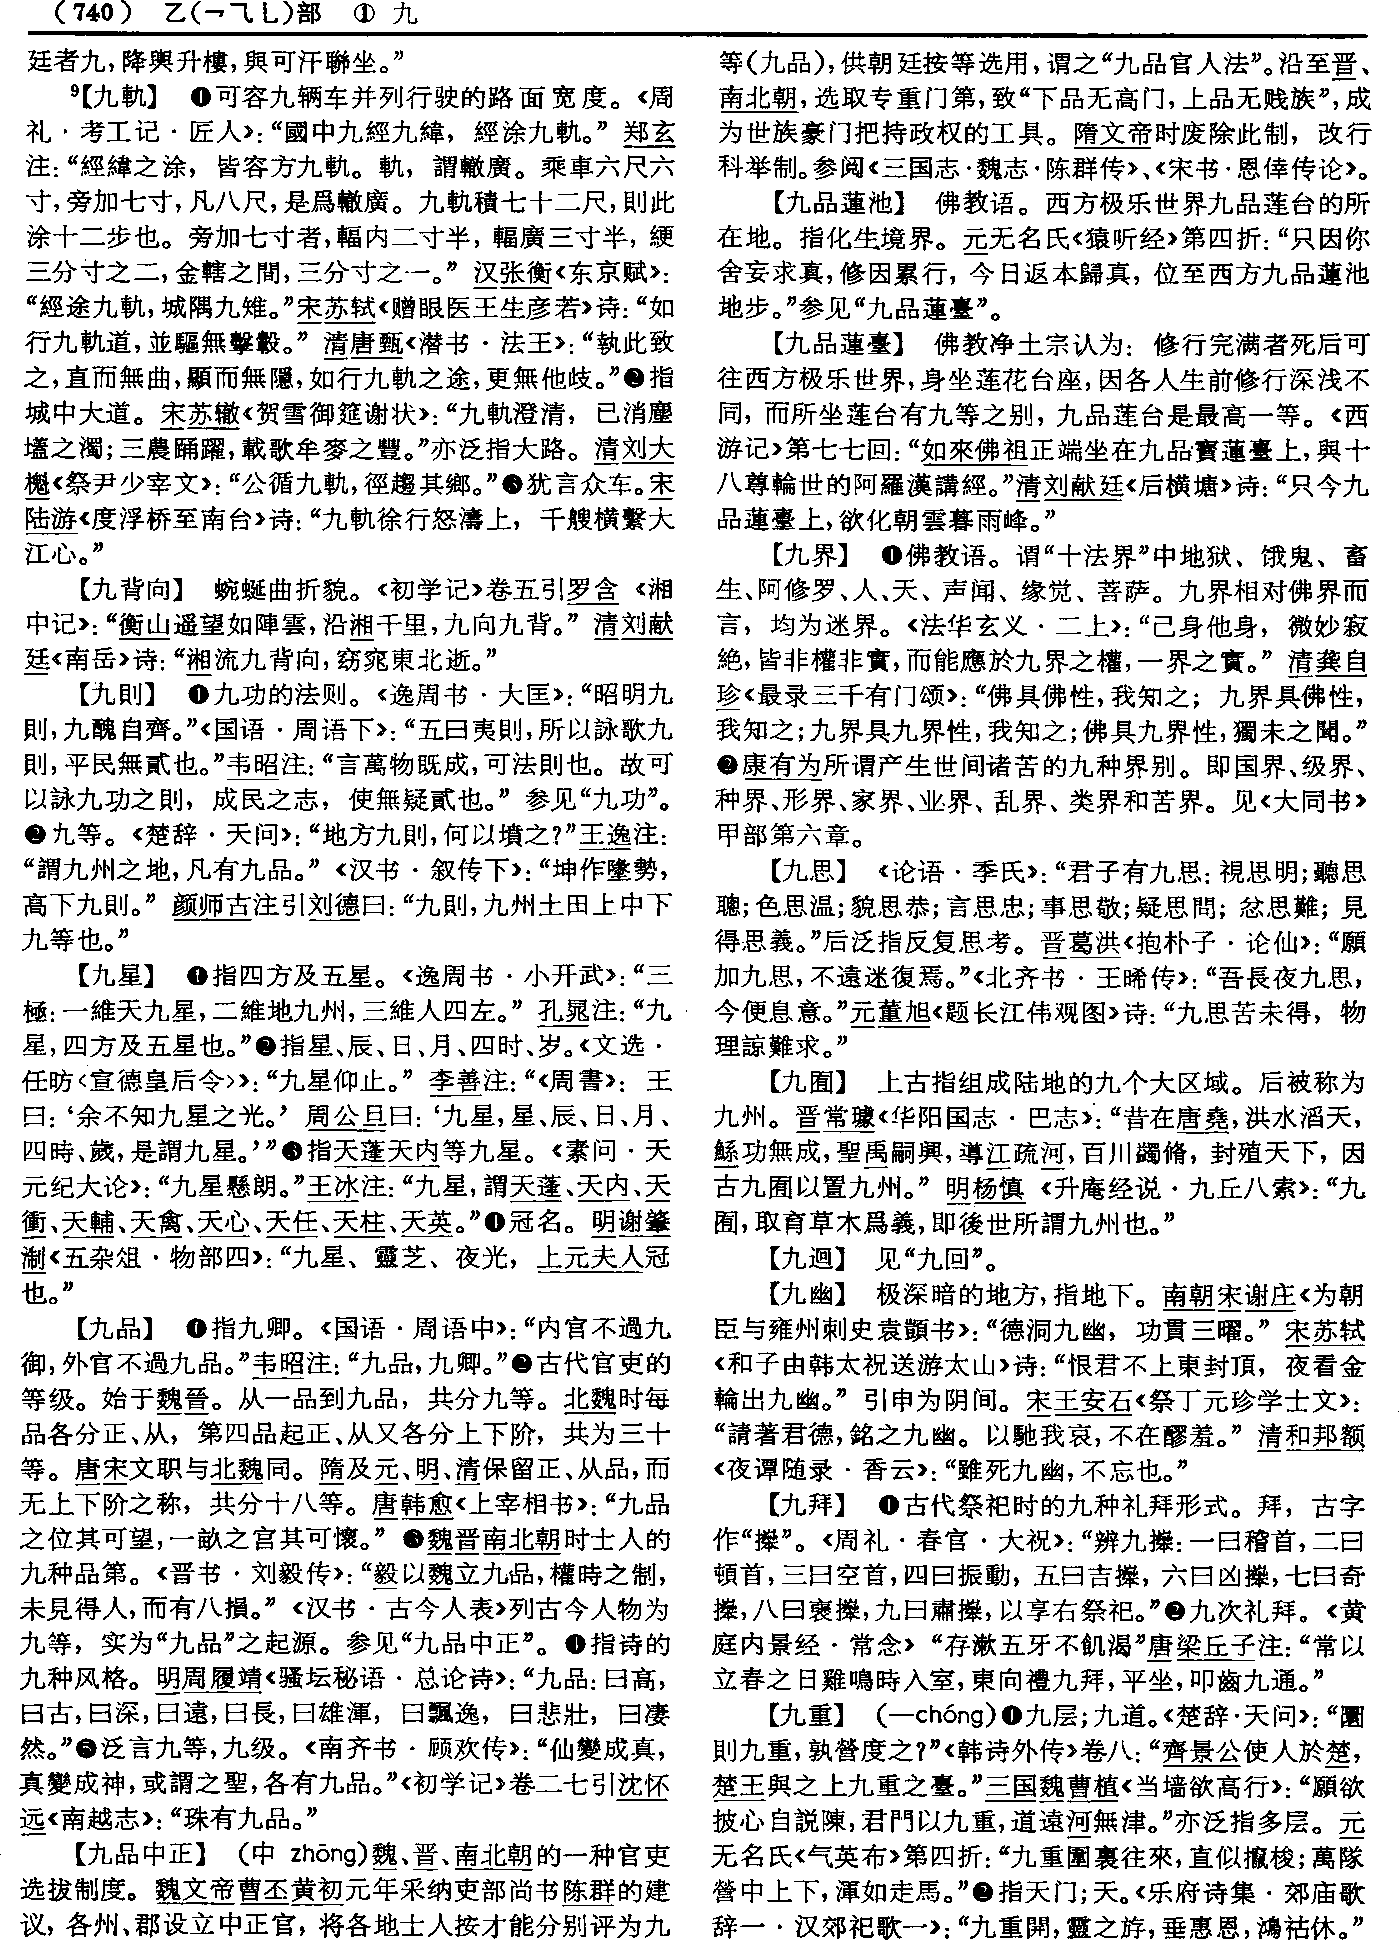 (740) 乙(乛⺄乚)部 ① 九
廷者九，降輿升樓，與可汗聯坐。”
⁹【九軌】 ❶可容九辆车并列行驶的路面宽度。《周
礼·考工记·匠人》：“國中九經九緯，經涂九軌。”郑玄
注：“經緯之涂，皆容方九軌。軌，謂轍廣。乘車六尺六
寸，旁加七寸，凡八尺，是爲轍廣。九軌積七十二尺，則此
涂十二步也。旁加七寸者，輻内二寸半，輻廣三寸半，綆
三分寸之二，金轄之間，三分寸之一。”汉张衡《东京赋》：
“經途九軌，城隅九雉。”宋苏轼《赠眼医王生彦若》诗：“如
行九軌道，並驅無擊轂。”清唐甄《潜书·法王》：“執此致
之，直而無曲，顯而無隱，如行九軌之途，更無他歧。”❷指
城中大道。宋苏辙《贺雪御筵谢状》：“九軌澄清，已消塵
壒之濁；三農踊躍，載歌牟麥之豐。”亦泛指大路。清刘大
櫆《祭尹少宰文》：“公循九軌，徑趨其鄉。”❸犹言众车。宋
陆游《度浮桥至南台》诗：“九軌徐行怒濤上，千艘横繫大
江心。”
【九背向】 蜿蜒曲折貌。《初学记》卷五引罗含《湘
中记》：“衡山遥望如陣雲，沿湘千里，九向九背。”清刘献
廷《南岳》诗：“湘流九背向，窈窕東北逝。”
【九則】 ❶九功的法则。《逸周书·大匡》：“昭明九
則，九醜自齊。”《国语·周语下》：“五曰夷則，所以詠歌九
則，平民無貳也。”韦昭注：“言萬物既成，可法則也。故可
以詠九功之則，成民之志，使無疑貳也。”参见“九功”。
❷九等。《楚辞·天问》：“地方九則，何以墳之？”王逸注：
“謂九州之地，凡有九品。”《汉书·叙传下》：“坤作墬勢，
高下九則。”颜师古注引刘德曰：“九則，九州土田上中下
九等也。”
【九星】 ❶指四方及五星。《逸周书·小开武》：“三
極：一維天九星，二維地九州，三維人四左。”孔晁注：“九
星，四方及五星也。”❷指星、辰、日、月、四时、岁。《文选·
任昉〈宣德皇后令〉》：“九星仰止。”李善注：“《周書》：王
曰：‘余不知九星之光。’周公旦曰：‘九星，星、辰、日、月、
四時、歲，是謂九星。’”❸指天蓬天内等九星。《素问·天
元纪大论》：“九星懸朗。”王冰注：“九星，謂天蓬、天内、天
衝、天輔、天禽、天心、天任、天柱、天英。”❹冠名。明谢肇
淛《五杂俎·物部四》：“九星、靈芝、夜光，上元夫人冠
也。”
【九品】 ❶指九卿。《国语·周语中》：“内官不過九
御，外官不過九品。”韦昭注：“九品，九卿。”❷古代官吏的
等级。始于魏晋。从一品到九品，共分九等。北魏时每
品各分正、从，第四品起正、从又各分上下阶，共为三十
等。唐宋文职与北魏同。隋及元、明、清保留正、从品，而
无上下阶之称，共分十八等。唐韩愈《上宰相书》：“九品
之位其可望，一畝之宫其可懷。”❸魏晋南北朝时士人的
九种品第。《晋书·刘毅传》：“毅以魏立九品，權時之制，
未見得人，而有八損。”《汉书·古今人表》列古今人物为
九等，实为“九品”之起源。参见“九品中正”。❹指诗的
九种风格。明周履靖《骚坛秘语·总论诗》：“九品：曰高，
曰古，曰深，曰遠，曰長，曰雄渾，曰飄逸，曰悲壯，曰凄
然。”❺泛言九等，九级。《南齐书·顾欢传》：“仙變成真，
真變成神，或謂之聖，各有九品。”《初学记》卷二七引沈怀
远《南越志》：“珠有九品。”
【九品中正】 (中 zhōng)魏、晋、南北朝的一种官吏
选拔制度。魏文帝曹丕黄初元年采纳吏部尚书陈群的建
议，各州、郡设立中正官，将各地士人按才能分别评为九
等(九品)，供朝廷按等选用，谓之“九品官人法”。沿至晋、
南北朝，选取专重门第，致“下品无高门，上品无贱族”，成
为世族豪门把持政权的工具。隋文帝时废除此制，改行
科举制。参阅《三国志·魏志·陈群传》、《宋书·恩倖传论》。
【九品蓮池】 佛教语。西方极乐世界九品莲台的所
在地。指化生境界。元无名氏《猿听经》第四折：“只因你
舍妄求真，修因累行，今日返本歸真，位至西方九品蓮池
地步。”参见“九品蓮臺”。
【九品蓮臺】 佛教净土宗认为：修行完满者死后可
往西方极乐世界，身坐莲花台座，因各人生前修行深浅不
同，而所坐莲台有九等之别，九品莲台是最高一等。《西
游记》第七七回：“如來佛祖正端坐在九品寶蓮臺上，與十
八尊輪世的阿羅漢講經。”清刘献廷《后横塘》诗：“只今九
品蓮臺上，欲化朝雲暮雨峰。”
【九界】 ❶佛教语。谓“十法界”中地狱、饿鬼、畜
生、阿修罗、人、天、声闻、缘觉、菩萨。九界相对佛界而
言，均为迷界。《法华玄义·二上》：“己身他身，微妙寂
絶，皆非權非實，而能應於九界之權，一界之實。”清龚自
珍《最录三千有门颂》：“佛具佛性，我知之；九界具佛性，
我知之；九界具九界性，我知之；佛具九界性，獨未之聞。”
❷康有为所谓产生世间诸苦的九种界别。即国界、级界、
种界、形界、家界、业界、乱界、类界和苦界。见《大同书》
甲部第六章。
【九思】 《论语·季氏》：“君子有九思：視思明；聽思
聰；色思温；貌思恭；言思忠；事思敬；疑思問；忿思難；見
得思義。”后泛指反复思考。晋葛洪《抱朴子·论仙》：“願
加九思，不遠迷復焉。”《北齐书·王晞传》：“吾長夜九思，
今便息意。”元董旭《题长江伟观图》诗：“九思苦未得，物
理諒難求。”
【九囿】 上古指组成陆地的九个大区域。后被称为
九州。晋常璩《华阳国志·巴志》：“昔在唐堯，洪水滔天，
鯀功無成，聖禹嗣興，導江疏河，百川蠲脩，封殖天下，因
古九囿以置九州。”明杨慎《升庵经说·九丘八索》：“九
囿，取育草木爲義，即後世所謂九州也。”
【九迴】 见“九回”。
【九幽】 极深暗的地方，指地下。南朝宋谢庄《为朝
臣与雍州刺史袁顗书》：“德洞九幽，功貫三曜。”宋苏轼
《和子由韩太祝送游太山》诗：“恨君不上東封頂，夜看金
輪出九幽。”引申为阴间。宋王安石《祭丁元珍学士文》：
“請著君德，銘之九幽。以馳我哀，不在醪羞。”清和邦额
《夜谭随录·香云》：“雖死九幽，不忘也。”
【九拜】 ❶古代祭祀时的九种礼拜形式。拜，古字
作“擽”。《周礼·春官·大祝》：“辨九擽：一曰稽首，二曰
頓首，三曰空首，四曰振動，五曰吉擽，六曰凶擽，七曰奇
擽，八曰褒擽，九曰肅擽，以享右祭祀。”❷九次礼拜。《黄
庭内景经·常念》“存漱五牙不飢渴”唐梁丘子注：“常以
立春之日雞鳴時入室，東向禮九拜，平坐，叩齒九通。”
【九重】 (—chóng)❶九层；九道。《楚辞·天问》：“圜
則九重，孰營度之？”《韩诗外传》卷八：“齊景公使人於楚，
楚王與之上九重之臺。”三国魏曹植《当墙欲高行》：“願欲
披心自説陳，君門以九重，道遠河無津。”亦泛指多层。元
无名氏《气英布》第四折：“九重圍裏往來，直似攛梭；萬隊
營中上下，渾如走馬。”❷指天门；天。《乐府诗集·郊庙歌
辞一·汉郊祀歌一》：“九重開，靈之斿，垂惠恩，鴻祜休。”